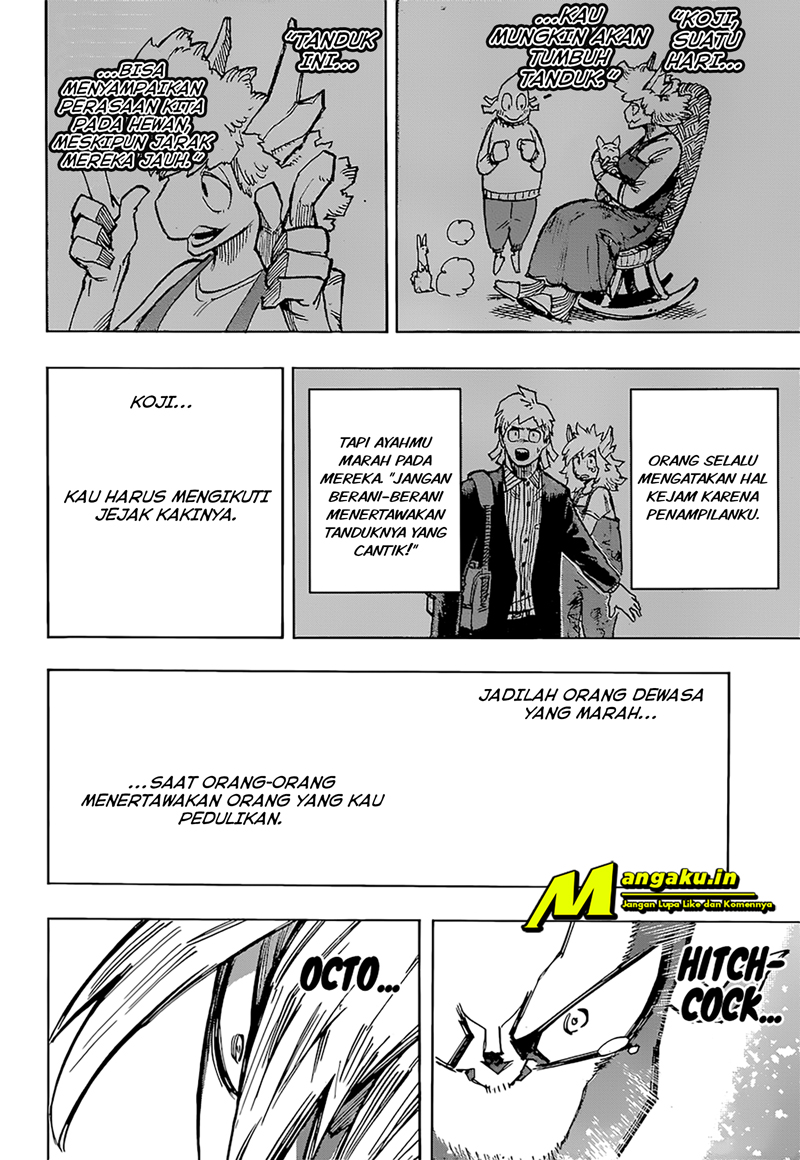 "KOJI,
SUATU
HARI...
...KAU
MUNGKIN AKAN
TUMBUH
TANDUK."
"TANDUK
INI...
...BISA
MENYAMPAIKAN
PERASAAN KITA
PADA HEWAN,
MESKIPUN JARAK
MEREKA JAUH."
ORANG SELALU
MENGATAKAN HAL
KEJAM KARENA
PENAMPILANKU.
TAPI AYAHMU
MARAH PADA
MEREKA. "JANGAN
BERANI-BERANI
MENERTAWAKAN
TANDUKNYA YANG
CANTIK!"
KOJI...
KAU HARUS MENGIKUTI
JEJAK KAKINYA.
JADILAH ORANG DEWASA
YANG MARAH...
...SAAT ORANG-ORANG
MENERTAWAKAN ORANG YANG KAU
PEDULIKAN.
Mangaku.in
Jangan Lupa Like dan Komennya
HITCH-
COCK...
OCTO...